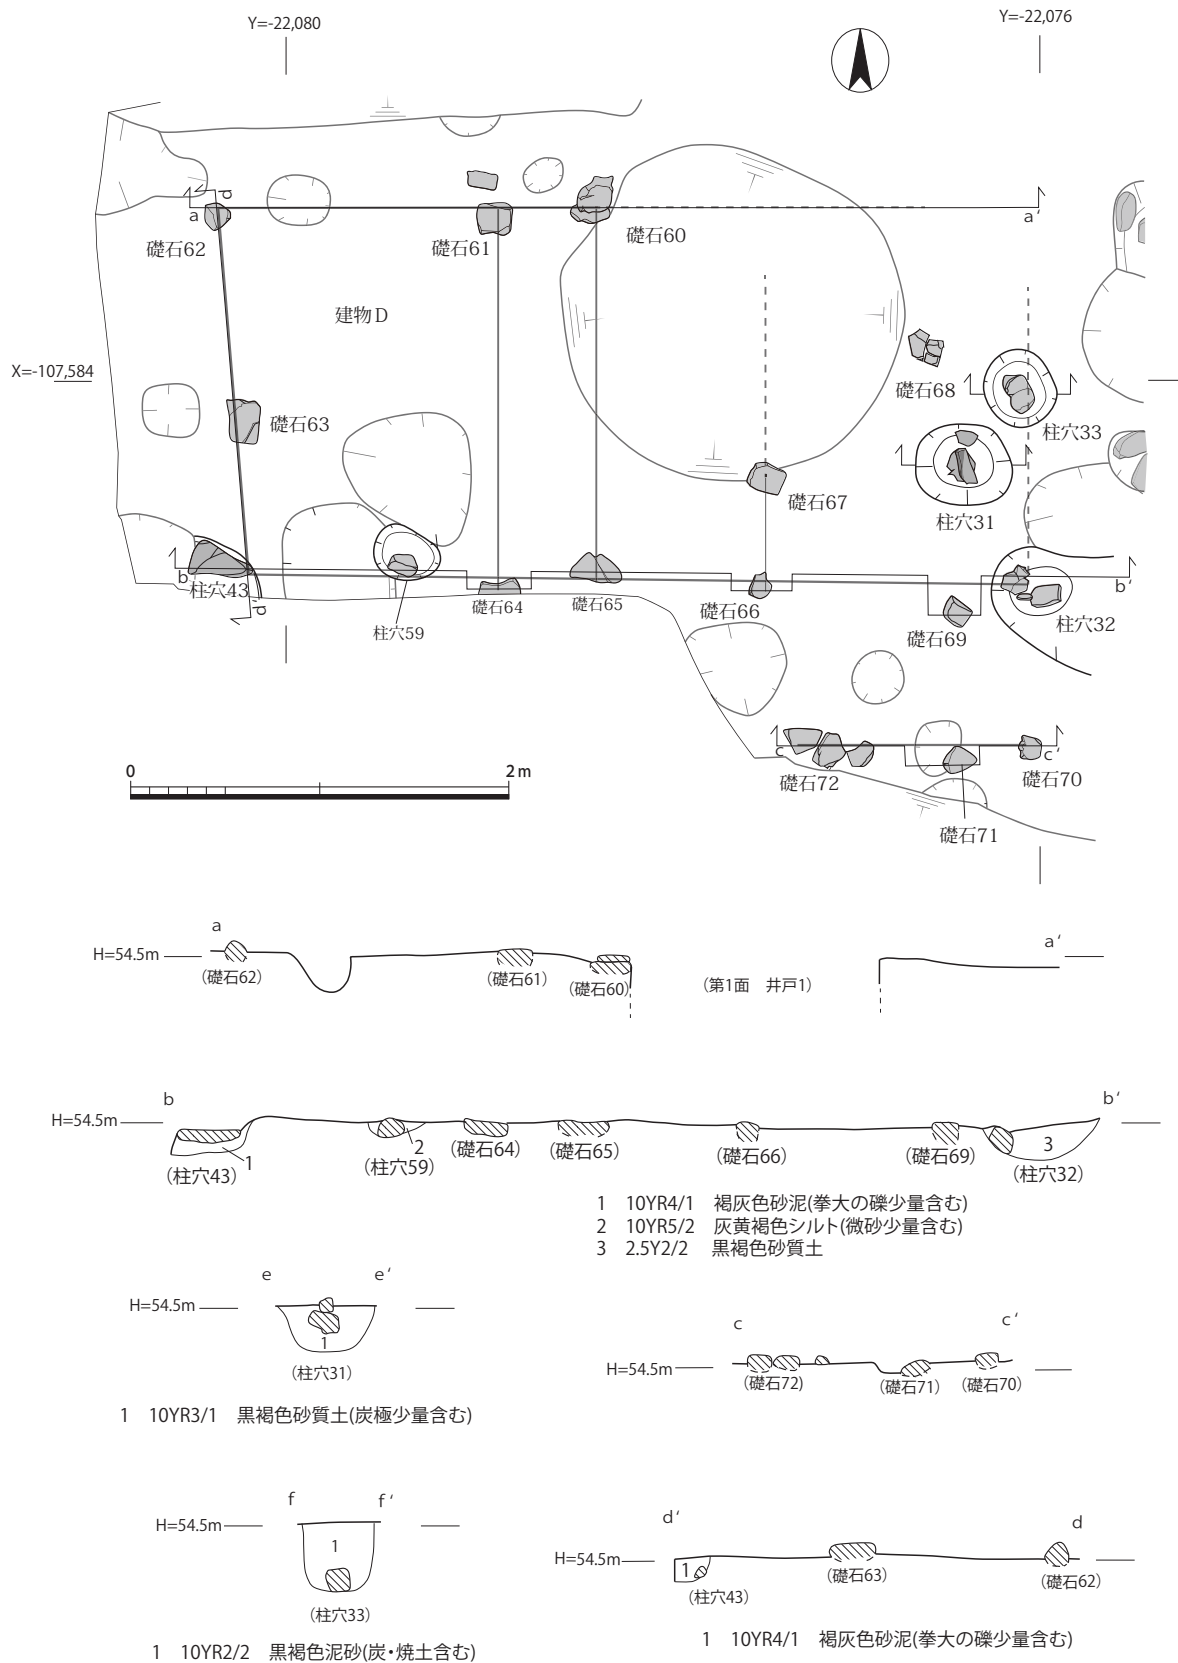 Y=-22,080
Y=-22,076
a
d
a'
礎石62
礎石61
礎石60
建物D
X=-107,584
礎石68
礎石63
柱穴33
礎石67
柱穴31
b
柱穴43
d'
柱穴59
礎石64
礎石65
礎石66
礎石69
b'
柱穴32
c
c'
礎石72
礎石70
礎石71
0
2m
a
a'
H=54.5m
(礎石62)
(礎石61)
(礎石60)
(第1面　井戸1)
b
b'
H=54.5m
1
2
3
(柱穴43)
(柱穴59)
(礎石64)
(礎石65)
(礎石66)
(礎石69)
(柱穴32)
1　10YR4/1　褐灰色砂泥(拳大の礫少量含む)
2　10YR5/2　灰黄褐色シルト(微砂少量含む)
3　2.5Y2/2　黒褐色砂質土
e
e'
H=54.5m
1
(柱穴31)
1　10YR3/1　黒褐色砂質土(炭極少量含む)
c
c'
H=54.5m
(礎石72)
(礎石71)
(礎石70)
f
f'
H=54.5m
1
(柱穴33)
1　10YR2/2　黒褐色泥砂(炭・焼土含む)
d'
d
H=54.5m
1
(柱穴43)
(礎石63)
(礎石62)
1　10YR4/1　褐灰色砂泥(拳大の礫少量含む)